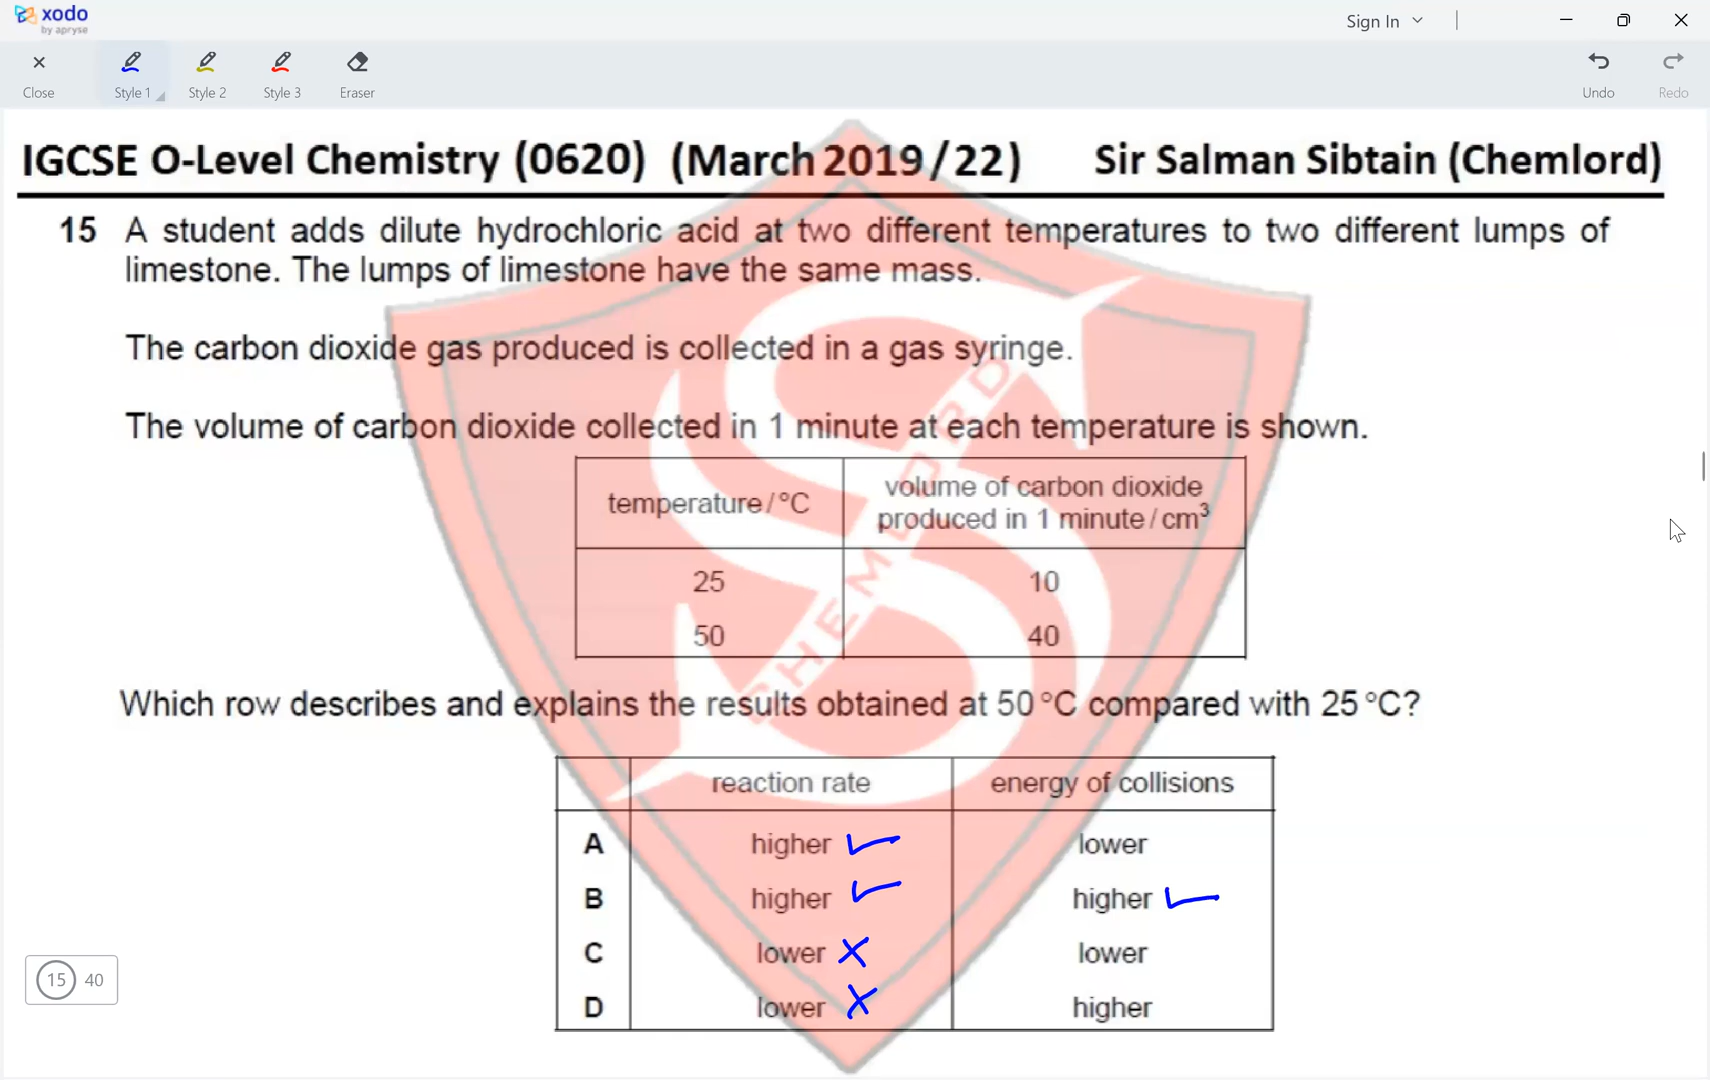 xodo
by apryse
Sign In
Close
Style 1
Style 2
Style 3
Eraser
Undo
Redo
IGCSE O-Level Chemistry (0620) (March 2019/22) Sir Salman Sibtain (Chemlord)
15 A student adds dilute hydrochloric acid at two different temperatures to two different lumps of
limestone. The lumps of limestone have the same mass.
The carbon dioxide gas produced is collected in a gas syringe.
The volume of carbon dioxide collected in 1 minute at each temperature is shown.
temperature/°C
volume of carbon dioxide
produced in 1 minute/cm³
25 10
50 40
CHEMLORD
Which row describes and explains the results obtained at 50 °C compared with 25 °C?
reaction rate energy of collisions
A higher ✓ lower
B higher ✓ higher ✓
C lower ✗ lower
D lower ✗ higher
15 40